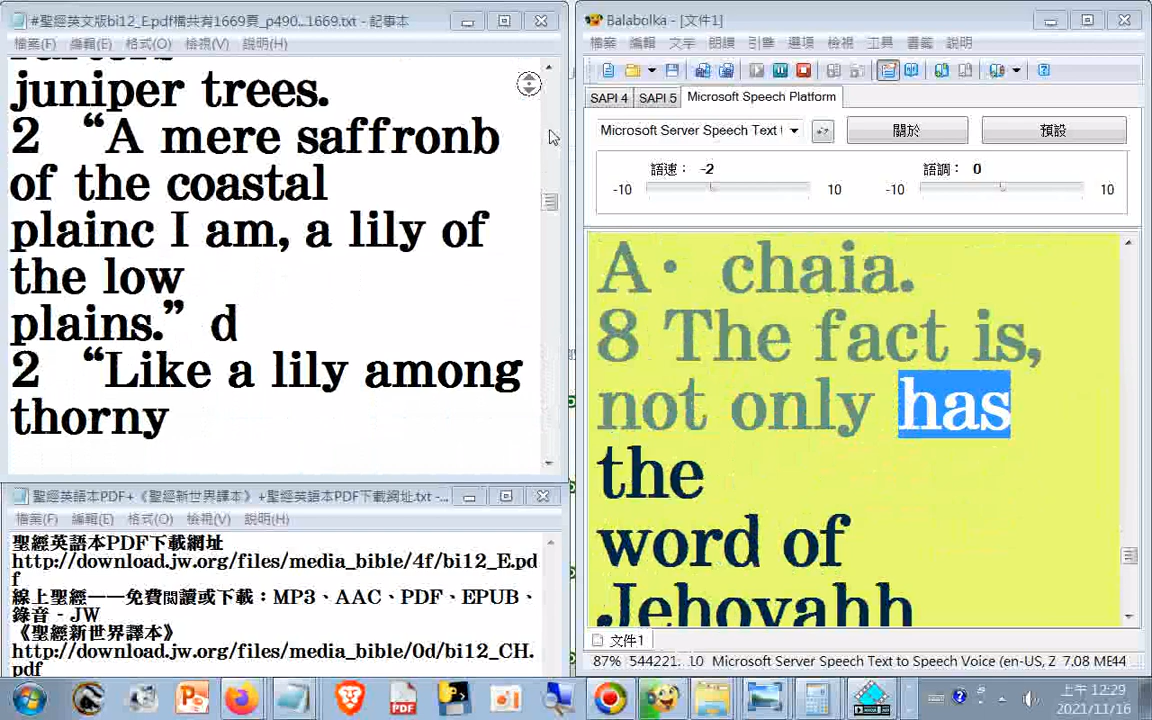 #聖經英文版bi12_E.pdf檔共有1669頁_p490...1669.txt - 記事本
檔案(F) 編輯(E) 格式(O) 檢視(V) 說明(H)
juniper trees.
2 “A mere saffronb
of the coastal
plainc I am, a lily of
the low
plains.” d
2 “Like a lily among
thorny
聖經英語本PDF+《聖經新世界譯本》+聖經英語本PDF下載網址.txt -...
檔案(F) 編輯(E) 格式(O) 檢視(V) 說明(H)
聖經英語本PDF下載網址
http://download.jw.org/files/media_bible/4f/bi12_E.pd
f
線上聖經——免費閱讀或下載：MP3、AAC、PDF、EPUB、
錄音 - JW
《聖經新世界譯本》
http://download.jw.org/files/media_bible/0d/bi12_CH.
pdf
Balabolka - [文件1]
檔案 編輯 文字 朗讀 引擎 選項 檢視 工具 書籤 說明
SAPI 4 SAPI 5 Microsoft Speech Platform
Microsoft Server Speech Text 關於 預設
語速： -2 語調： 0
-10 10 -10 10
A· chaia.
8 The fact is,
not only has
the
word of
Jehovahh
文件1
87% 544221. Microsoft Server Speech Text to Speech Voice (en-US, Z 7.08 ME44
PDF
上午 12:29
2021/11/16